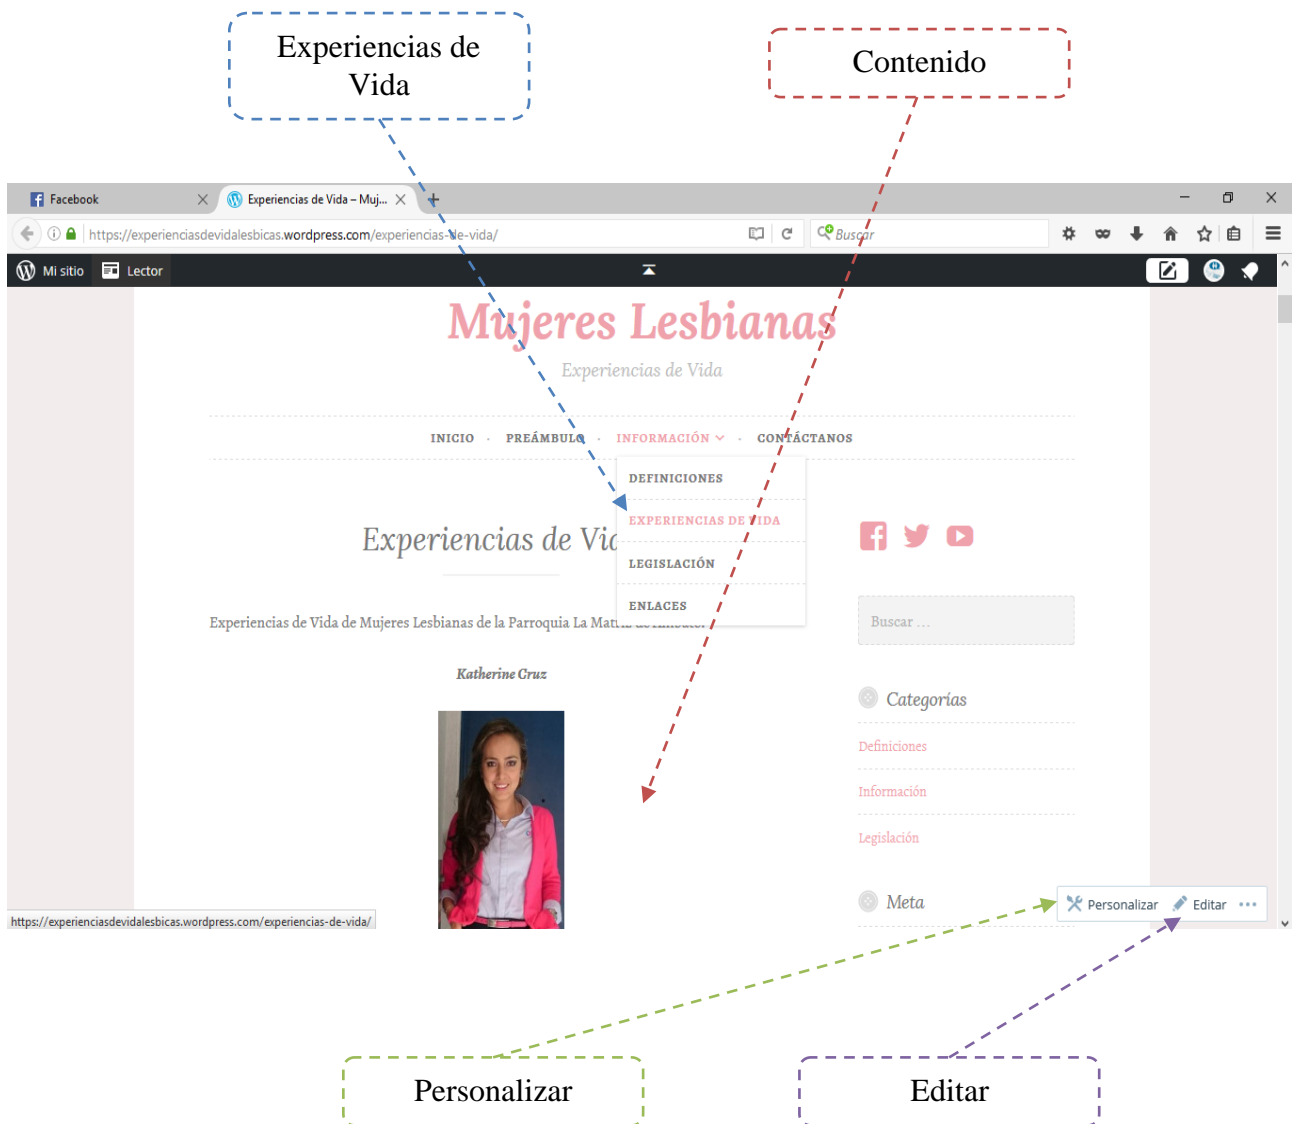 Experiencias de
Vida
Contenido
Facebook
Experiencias de Vida – Muj...
https://experienciasdevidalesbicas.wordpress.com/experiencias-de-vida/
Buscar
Mi sitio
Lector
Mujeres Lesbianas
Experiencias de Vida
INICIO · PREÁMBULO · INFORMACIÓN · CONTÁCTANOS
DEFINICIONES
EXPERIENCIAS DE VIDA
LEGISLACIÓN
ENLACES
Experiencias de Vid
Experiencias de Vida de Mujeres Lesbianas de la Parroquia La Matriz de Ambato.
Katherine Cruz
Buscar ...
Categorías
Definiciones
Información
Legislación
Meta
Personalizar
Editar
https://experienciasdevidalesbicas.wordpress.com/experiencias-de-vida/
Personalizar
Editar